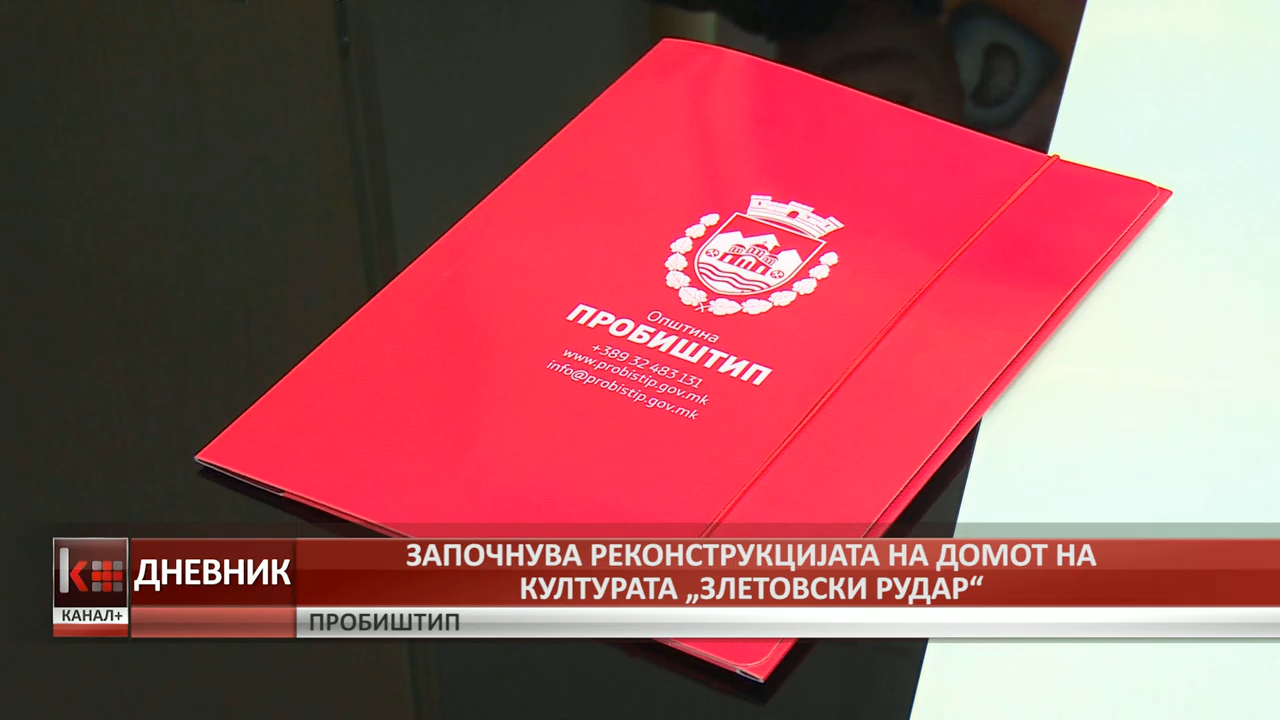 Општина
ПРОБИШТИП
+389 32 483 131
www.probistip.gov.mk
info@probistip.gov.mk
ЗАПОЧНУВА РЕКОНСТРУКЦИЈАТА НА ДОМОТ НА
КУЛТУРАТА „ЗЛЕТОВСКИ РУДАР“
k
ДНЕВНИК
КАНАЛ+
ПРОБИШТИП